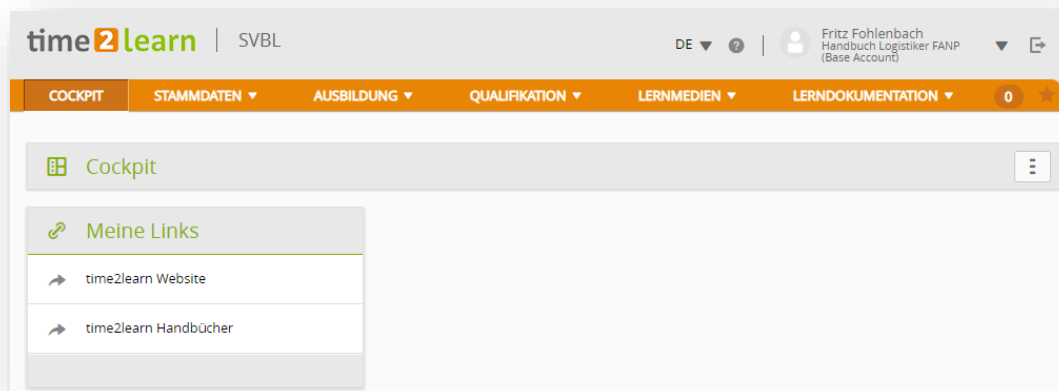 time2learn | SVBL
DE
Fritz Fohlenbach
Handbuch Logistiker FANP
(Base Account)
COCKPIT STAMMDATEN AUSBILDUNG QUALIFIKATION LERNMEDIEN LERNDOKUMENTATION 0
Cockpit
Meine Links
time2learn Website
time2learn Handbücher